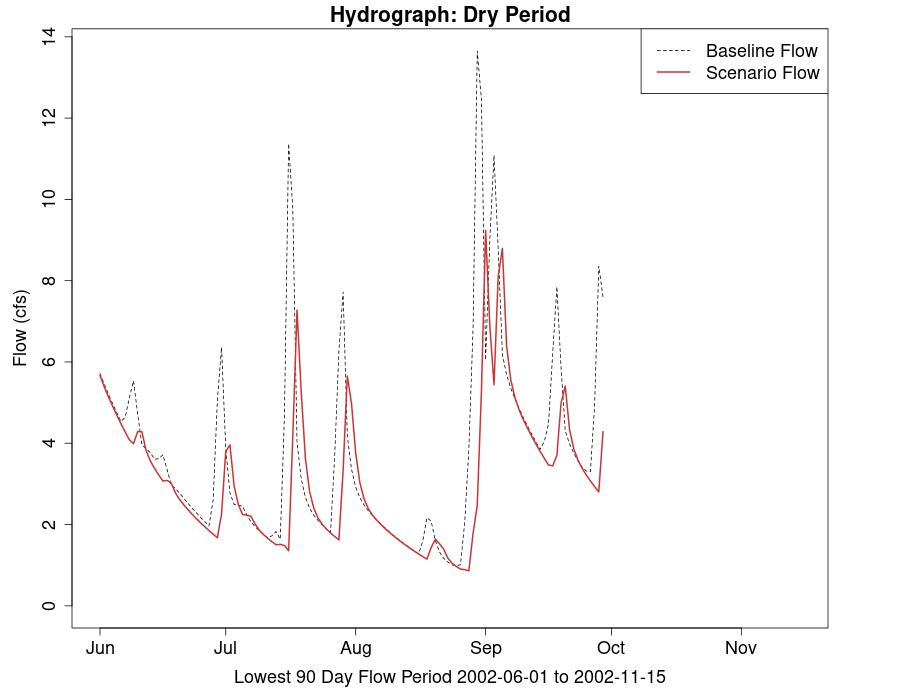 Hydrograph: Dry Period
Baseline Flow
Scenario Flow
Flow (cfs)
14
12
10
8
6
4
2
0
Jun Jul Aug Sep Oct Nov
Lowest 90 Day Flow Period 2002-06-01 to 2002-11-15